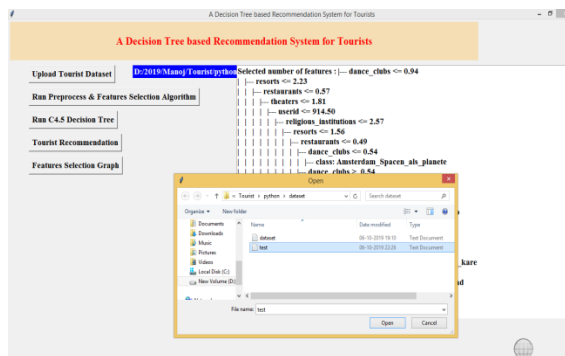 A Decision Tree based Recommendation System for Tourists
A Decision Tree based Recommendation System for Tourists
Upload Tourist Dataset
D:/2019/Manoj/Tourist/python
Run Preprocess & Features Selection Algorithm
Run C4.5 Decision Tree
Tourist Recommendation
Features Selection Graph
Selected number of features : |--- dance_clubs <= 0.94
| |--- resorts <= 2.23
| | |--- restaurants <= 0.57
| | | |--- theaters <= 1.81
| | | | |--- userid <= 914.50
| | | | | |--- religious_institutions <= 2.57
| | | | | | |--- resorts <= 1.56
| | | | | | | |--- restaurants <= 0.49
| | | | | | | | |--- dance_clubs <= 0.54
| | | | | | | | | |--- class: Amsterdam_Spacen_als_planete
| | | | | | | | |--- dance_clubs > 0.54
Open
Tourist › python › dataset
Search dataset
Organize
New folder
Documents
Downloads
Music
Pictures
Videos
Local Disk (C:)
New Volume (D:)
Name
Date modified
Type
dataset
06-10-2019 19:15
Text Document
test
06-10-2019 22:26
Text Document
File name:
test
Open
Cancel
_kare
nd